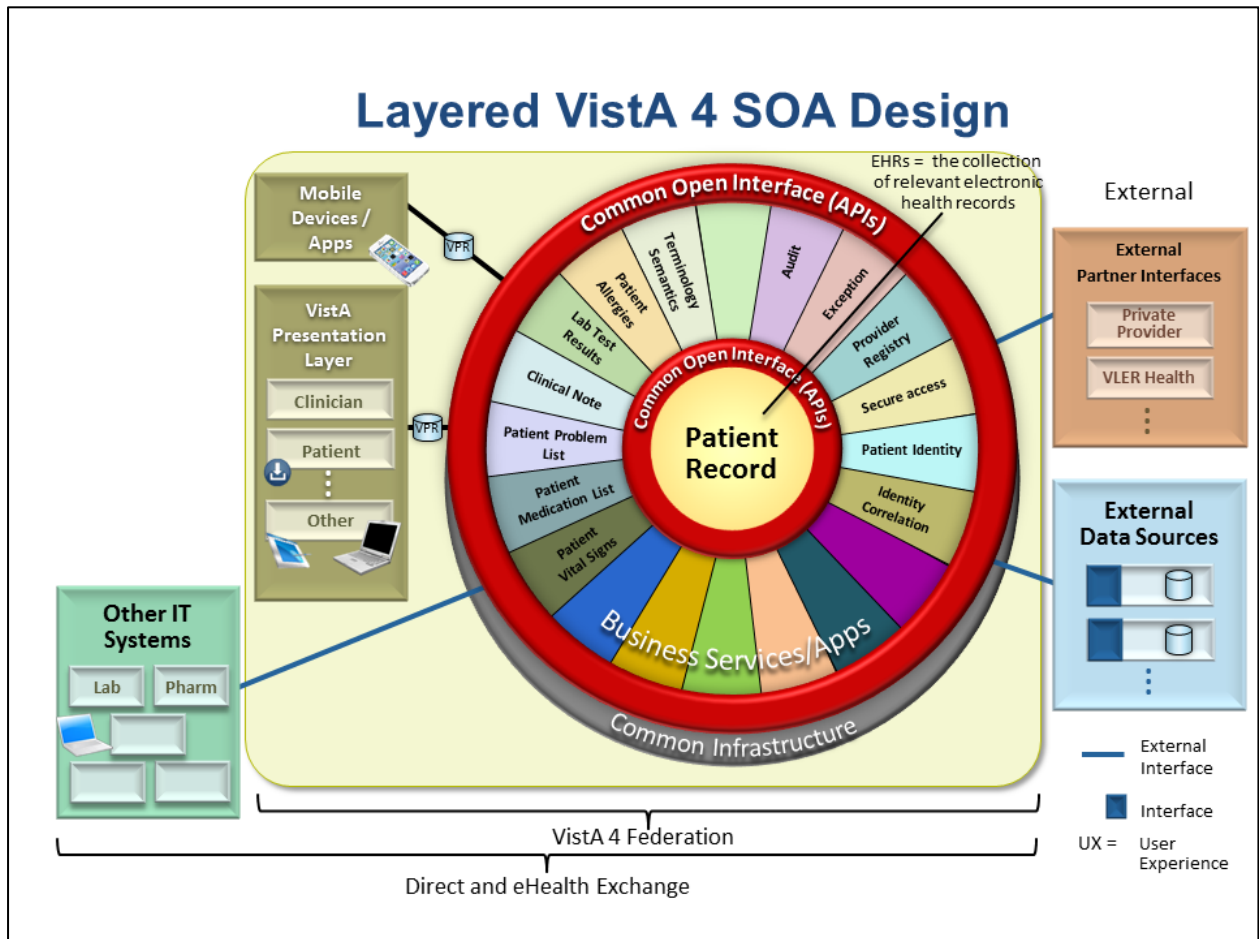 Layered VistA 4 SOA Design
EHRs = the collection
of relevant electronic
health records
Mobile
Devices /
Apps
VPR
VistA
Presentation
Layer
Clinician
Patient
Other
VPR
Common Open Interface (APIs)
Terminology
Semantics
Audit
Exception
Provider
Registry
Secure access
Patient Identity
Identity
Correlation
Patient
Allergies
Lab Test
Results
Clinical Note
Patient Problem
List
Patient
Medication List
Patient
Vital Signs
Common Open Interface (APIs)
Patient
Record
Business Services/Apps
Common Infrastructure
External
External
Partner Interfaces
Private
Provider
VLER Health
External
Data Sources
Other IT
Systems
Lab
Pharm
External
Interface
Interface
UX = User
Experience
VistA 4 Federation
Direct and eHealth Exchange